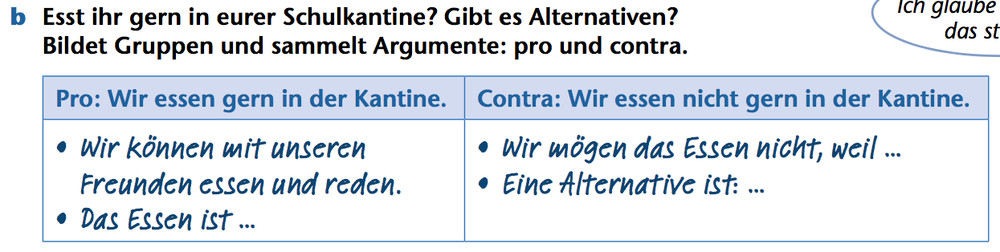 b Esst ihr gern in eurer Schulkantine? Gibt es Alternativen?
Bildet Gruppen und sammelt Argumente: pro und contra.
Ich glaube
das st
Pro: Wir essen gern in der Kantine.
• Wir können mit unseren
Freunden essen und reden.
• Das Essen ist ...
Contra: Wir essen nicht gern in der Kantine.
• Wir mögen das Essen nicht, weil ...
• Eine Alternative ist: ...